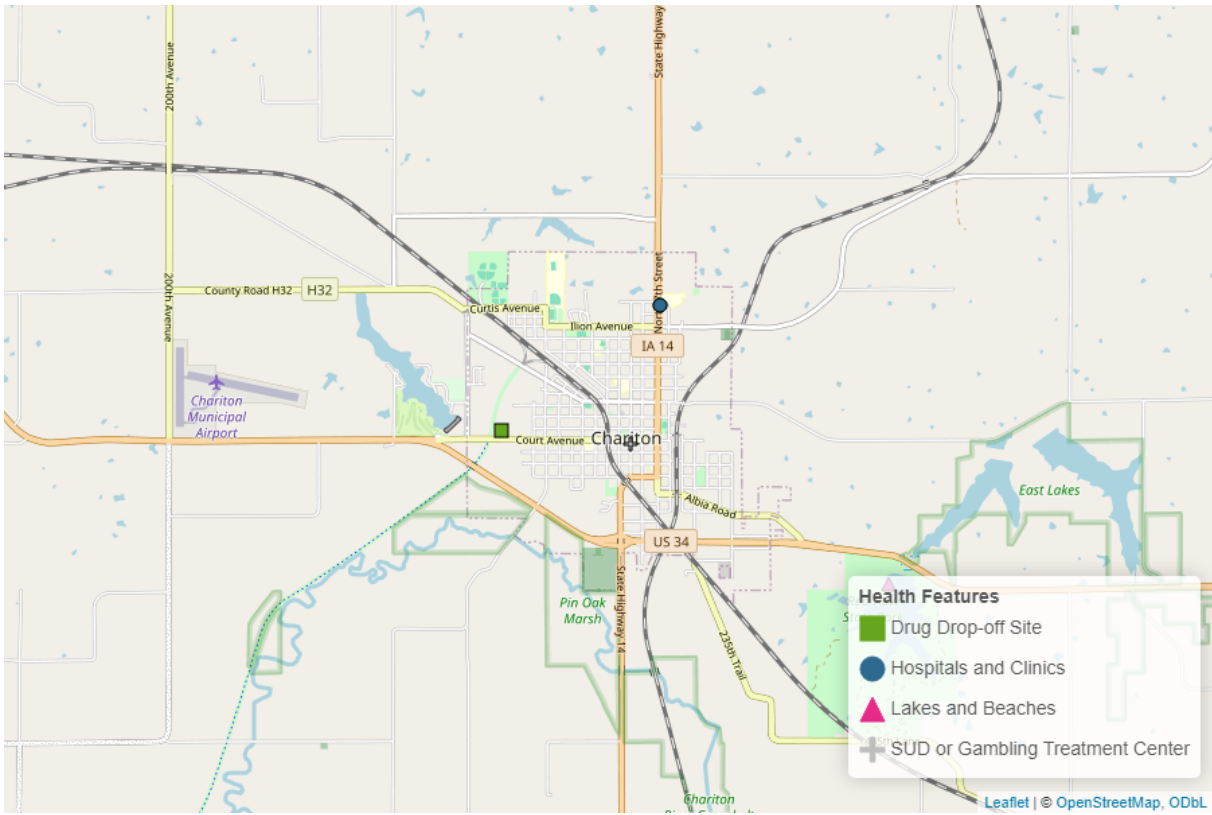 200th Avenue
State Highway
200th Avenue
County Road H32
H32
Curtis Avenue
Ilion Avenue
IA 14
Chariton
Municipal
Airport
Court Avenue
Chariton
East Lakes
Albia Road
US 34
Pin Oak
Marsh
State Highway 14
235th Trail
Health Features
Drug Drop-off Site
Hospitals and Clinics
Lakes and Beaches
SUD or Gambling Treatment Center
Chariton
Leaflet | © OpenStreetMap, ODbL